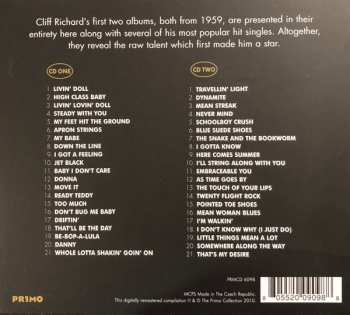 Cliff Richard's first two albums, both from 1959, are presented in their
entirety here along with several of his most popular hit singles. Altogether,
they reveal the raw talent which first made him a star.
CD ONE
1. LIVIN' DOLL
2. HIGH CLASS BABY
3. LIVIN' LOVIN' DOLL
4. STEADY WITH YOU
5. MY FEET HIT THE GROUND
6. APRON STRINGS
7. MY BABE
8. DOWN THE LINE
9. I GOT A FEELING
10. JET BLACK
11. BABY I DON'T CARE
12. DONNA
13. MOVE IT
14. READY TEDDY
15. TOO MUCH
16. DON'T BUG ME BABY
17. DRIFTIN'
18. THAT'LL BE THE DAY
19. BE-BOP-A-LULA
20. DANNY
21. WHOLE LOTTA SHAKIN' GOIN' ON
CD TWO
1. TRAVELLIN' LIGHT
2. DYNAMITE
3. MEAN STREAK
4. NEVER MIND
5. SCHOOLBOY CRUSH
6. BLUE SUEDE SHOES
7. THE SNAKE AND THE BOOKWORM
8. I GOTTA KNOW
9. HERE COMES SUMMER
10. I'LL STRING ALONG WITH YOU
11. EMBRACEABLE YOU
12. AS TIME GOES BY
13. THE TOUCH OF YOUR LIPS
14. TWENTY FLIGHT ROCK
15. POINTED TOE SHOES
16. MEAN WOMAN BLUES
17. I'M WALKIN'
18. I DON'T KNOW WHY (I JUST DO)
19. LITTLE THINGS MEAN A LOT
20. SOMEWHERE ALONG THE WAY
21. THAT'S MY DESIRE
PRMCD 6098
PR1MO
MCPS Made in The Czech Republic.
This digitally remastered compilation ℗ & © The Primo Collection 2010.
8 05520 09098 8